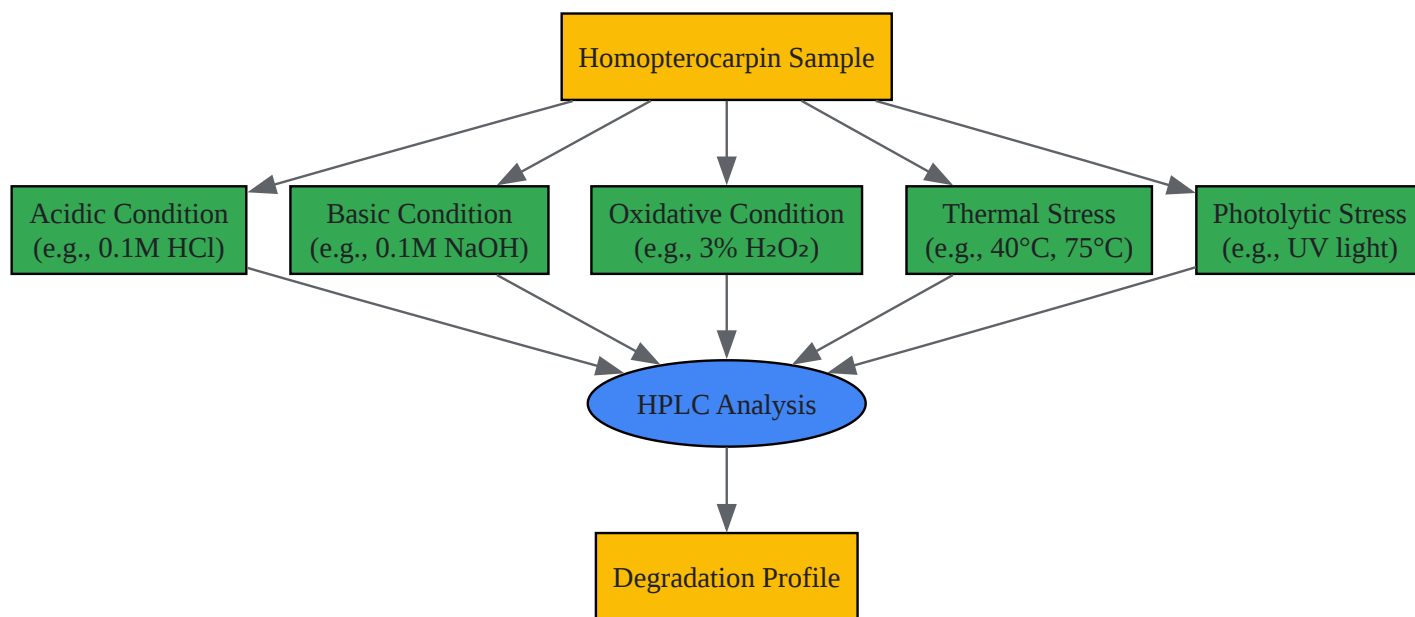 Homopterocarpin Sample
Acidic Condition
(e.g., 0.1M HCl)
Basic Condition
(e.g., 0.1M NaOH)
Oxidative Condition
(e.g., 3% H₂O₂)
Thermal Stress
(e.g., 40°C, 75°C)
Photolytic Stress
(e.g., UV light)
HPLC Analysis
Degradation Profile